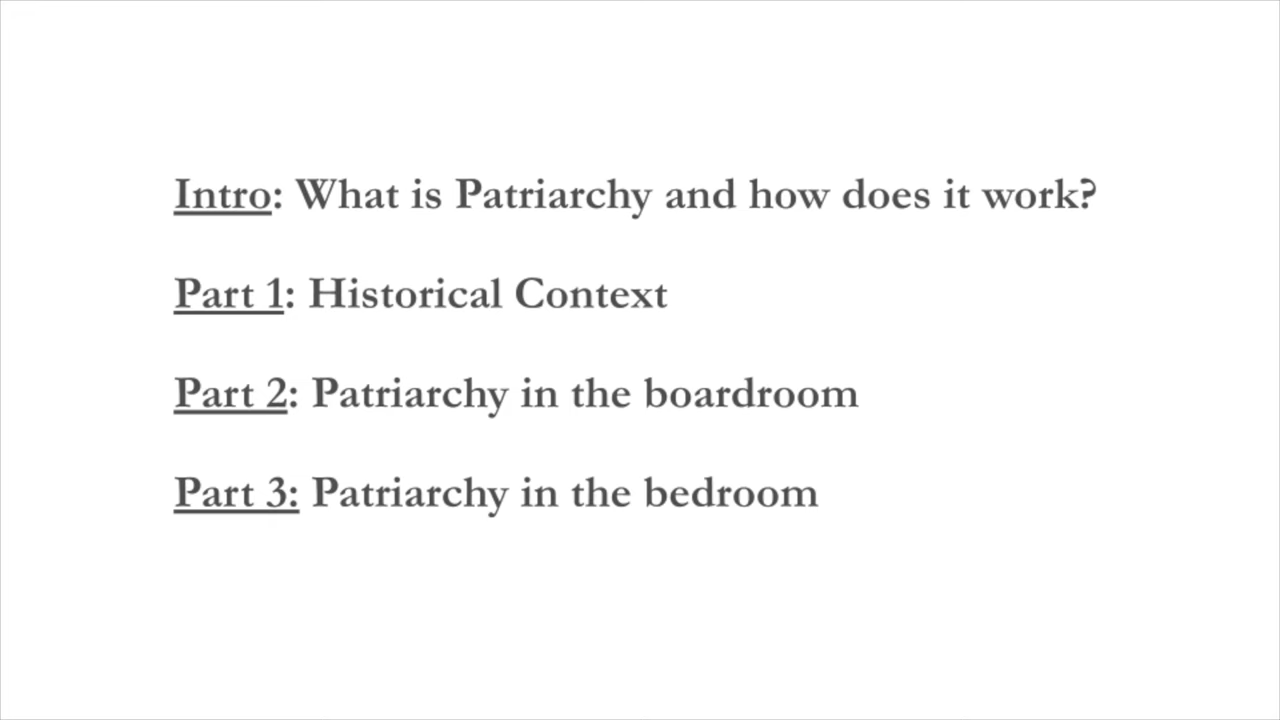 Intro: What is Patriarchy and how does it work?
Part 1: Historical Context
Part 2: Patriarchy in the boardroom
Part 3: Patriarchy in the bedroom